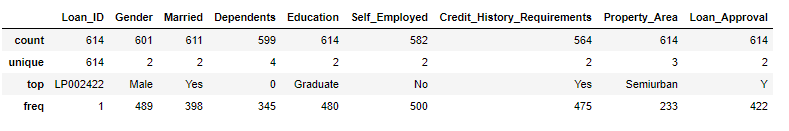 Loan_ID Gender Married Dependents Education Self_Employed Credit_History_Requirements Property_Area Loan_Approval
count 614 601 611 599 614 582 564 614 614
unique 614 2 2 4 2 2 2 3 2
top LP002422 Male Yes 0 Graduate No Yes Semiurban Y
freq 1 489 398 345 480 500 475 233 422